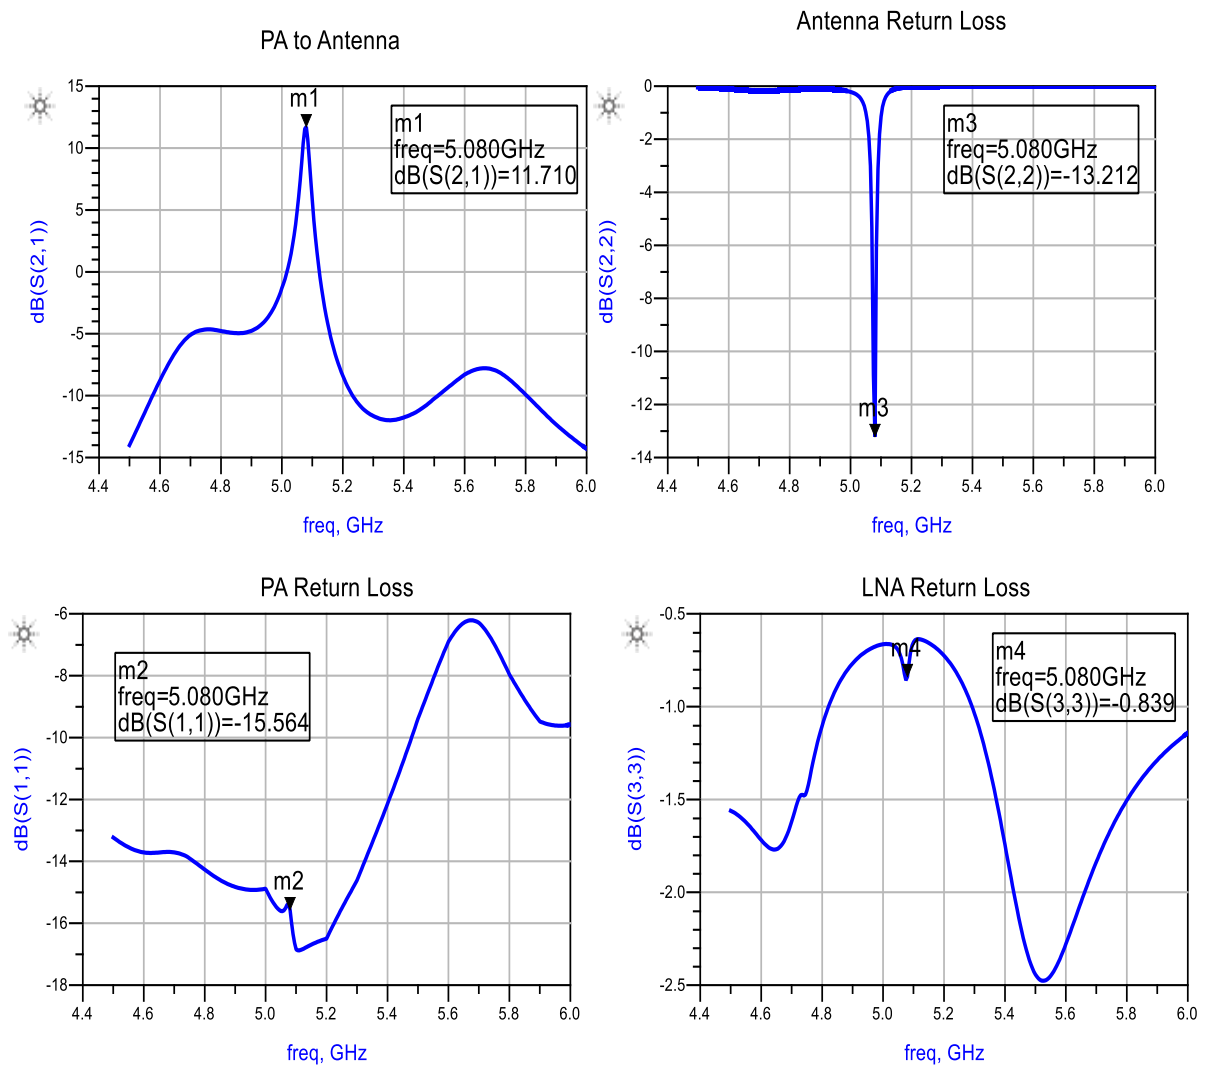 PA to Antenna
m1
m1
freq=5.080GHz
dB(S(2,1))=11.710
15
10
5
0
-5
-10
-15
dB(S(2,1))
4.4 4.6 4.8 5.0 5.2 5.4 5.6 5.8 6.0
freq, GHz
Antenna Return Loss
m3
freq=5.080GHz
dB(S(2,2))=-13.212
m3
0
-2
-4
-6
-8
-10
-12
-14
dB(S(2,2))
4.4 4.6 4.8 5.0 5.2 5.4 5.6 5.8 6.0
freq, GHz
PA Return Loss
m2
freq=5.080GHz
dB(S(1,1))=-15.564
m2
-6
-8
-10
-12
-14
-16
-18
dB(S(1,1))
4.4 4.6 4.8 5.0 5.2 5.4 5.6 5.8 6.0
freq, GHz
LNA Return Loss
m4
m4
freq=5.080GHz
dB(S(3,3))=-0.839
-0.5
-1.0
-1.5
-2.0
-2.5
dB(S(3,3))
4.4 4.6 4.8 5.0 5.2 5.4 5.6 5.8 6.0
freq, GHz